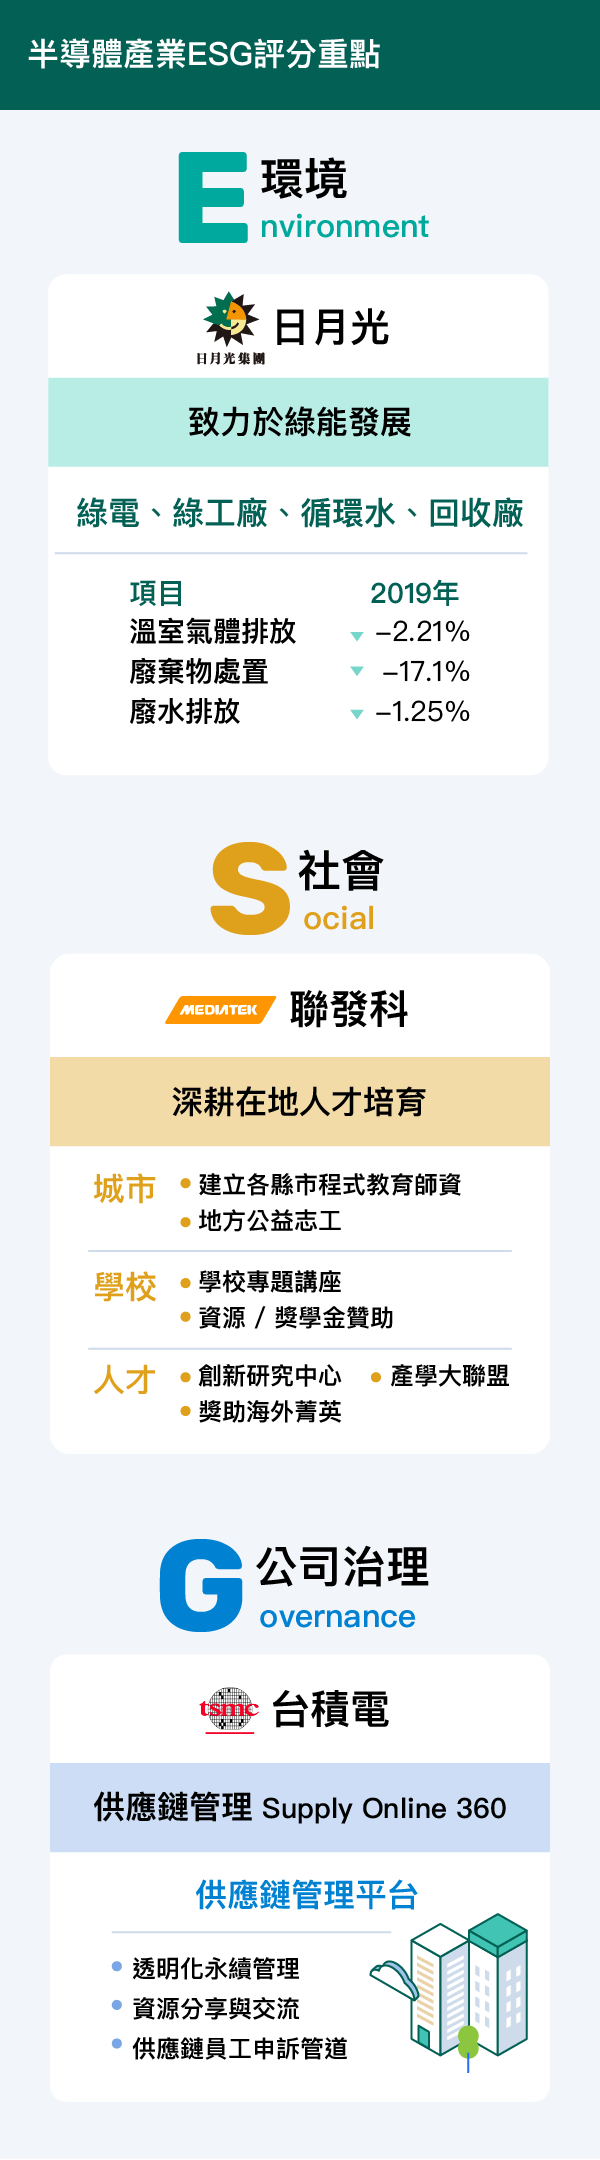 半導體產業ESG評分重點
E 環境
nvironment
日月光集團
日月光
致力於綠能發展
綠電、綠工廠、循環水、回收廠
項目 2019年
溫室氣體排放 -2.21%
廢棄物處置 -17.1%
廢水排放 -1.25%
S 社會
ocial
MEDIATEK 聯發科
深耕在地人才培育
城市 • 建立各縣市程式教育師資
• 地方公益志工
學校 • 學校專題講座
• 資源 / 獎學金贊助
人才 • 創新研究中心 • 產學大聯盟
• 獎助海外菁英
G 公司治理
overnance
tsmc 台積電
供應鏈管理 Supply Online 360
供應鏈管理平台
• 透明化永續管理
• 資源分享與交流
• 供應鏈員工申訴管道